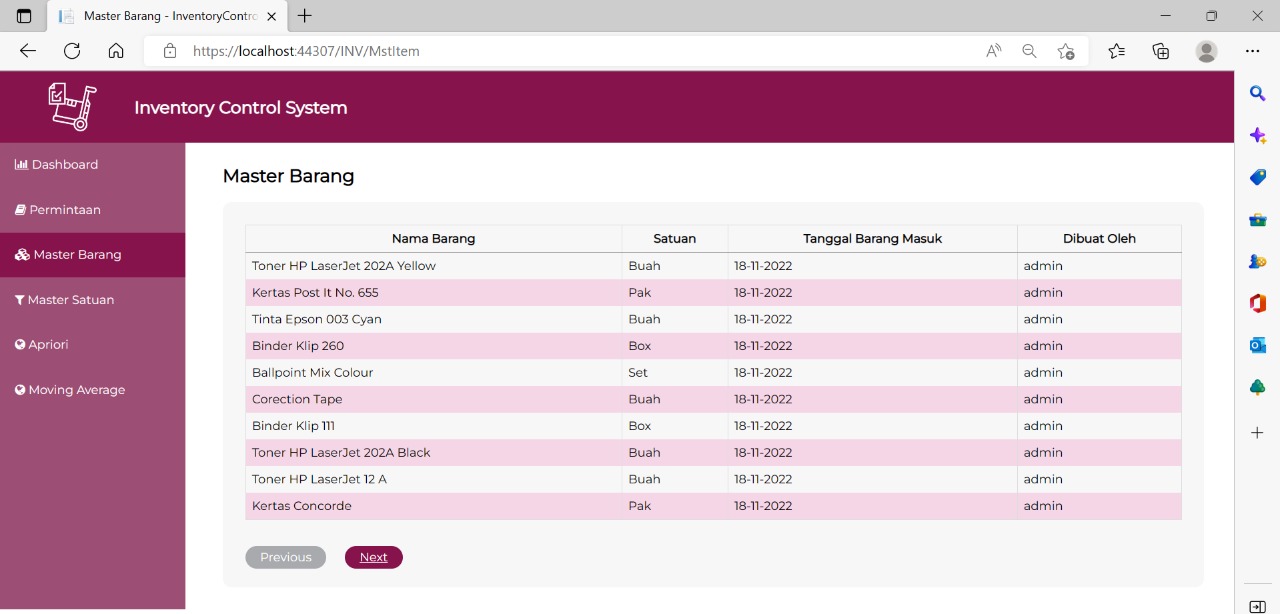 Master Barang - InventoryContro
https://localhost:44307/INV/MstItem
Inventory Control System
Dashboard
Permintaan
Master Barang
Master Satuan
Apriori
Moving Average
Master Barang
Nama Barang Satuan Tanggal Barang Masuk Dibuat Oleh
Toner HP LaserJet 202A Yellow Buah 18-11-2022 admin
Kertas Post It No. 655 Pak 18-11-2022 admin
Tinta Epson 003 Cyan Buah 18-11-2022 admin
Binder Klip 260 Box 18-11-2022 admin
Ballpoint Mix Colour Set 18-11-2022 admin
Corection Tape Buah 18-11-2022 admin
Binder Klip 111 Box 18-11-2022 admin
Toner HP LaserJet 202A Black Buah 18-11-2022 admin
Toner HP LaserJet 12 A Buah 18-11-2022 admin
Kertas Concorde Pak 18-11-2022 admin
Previous Next